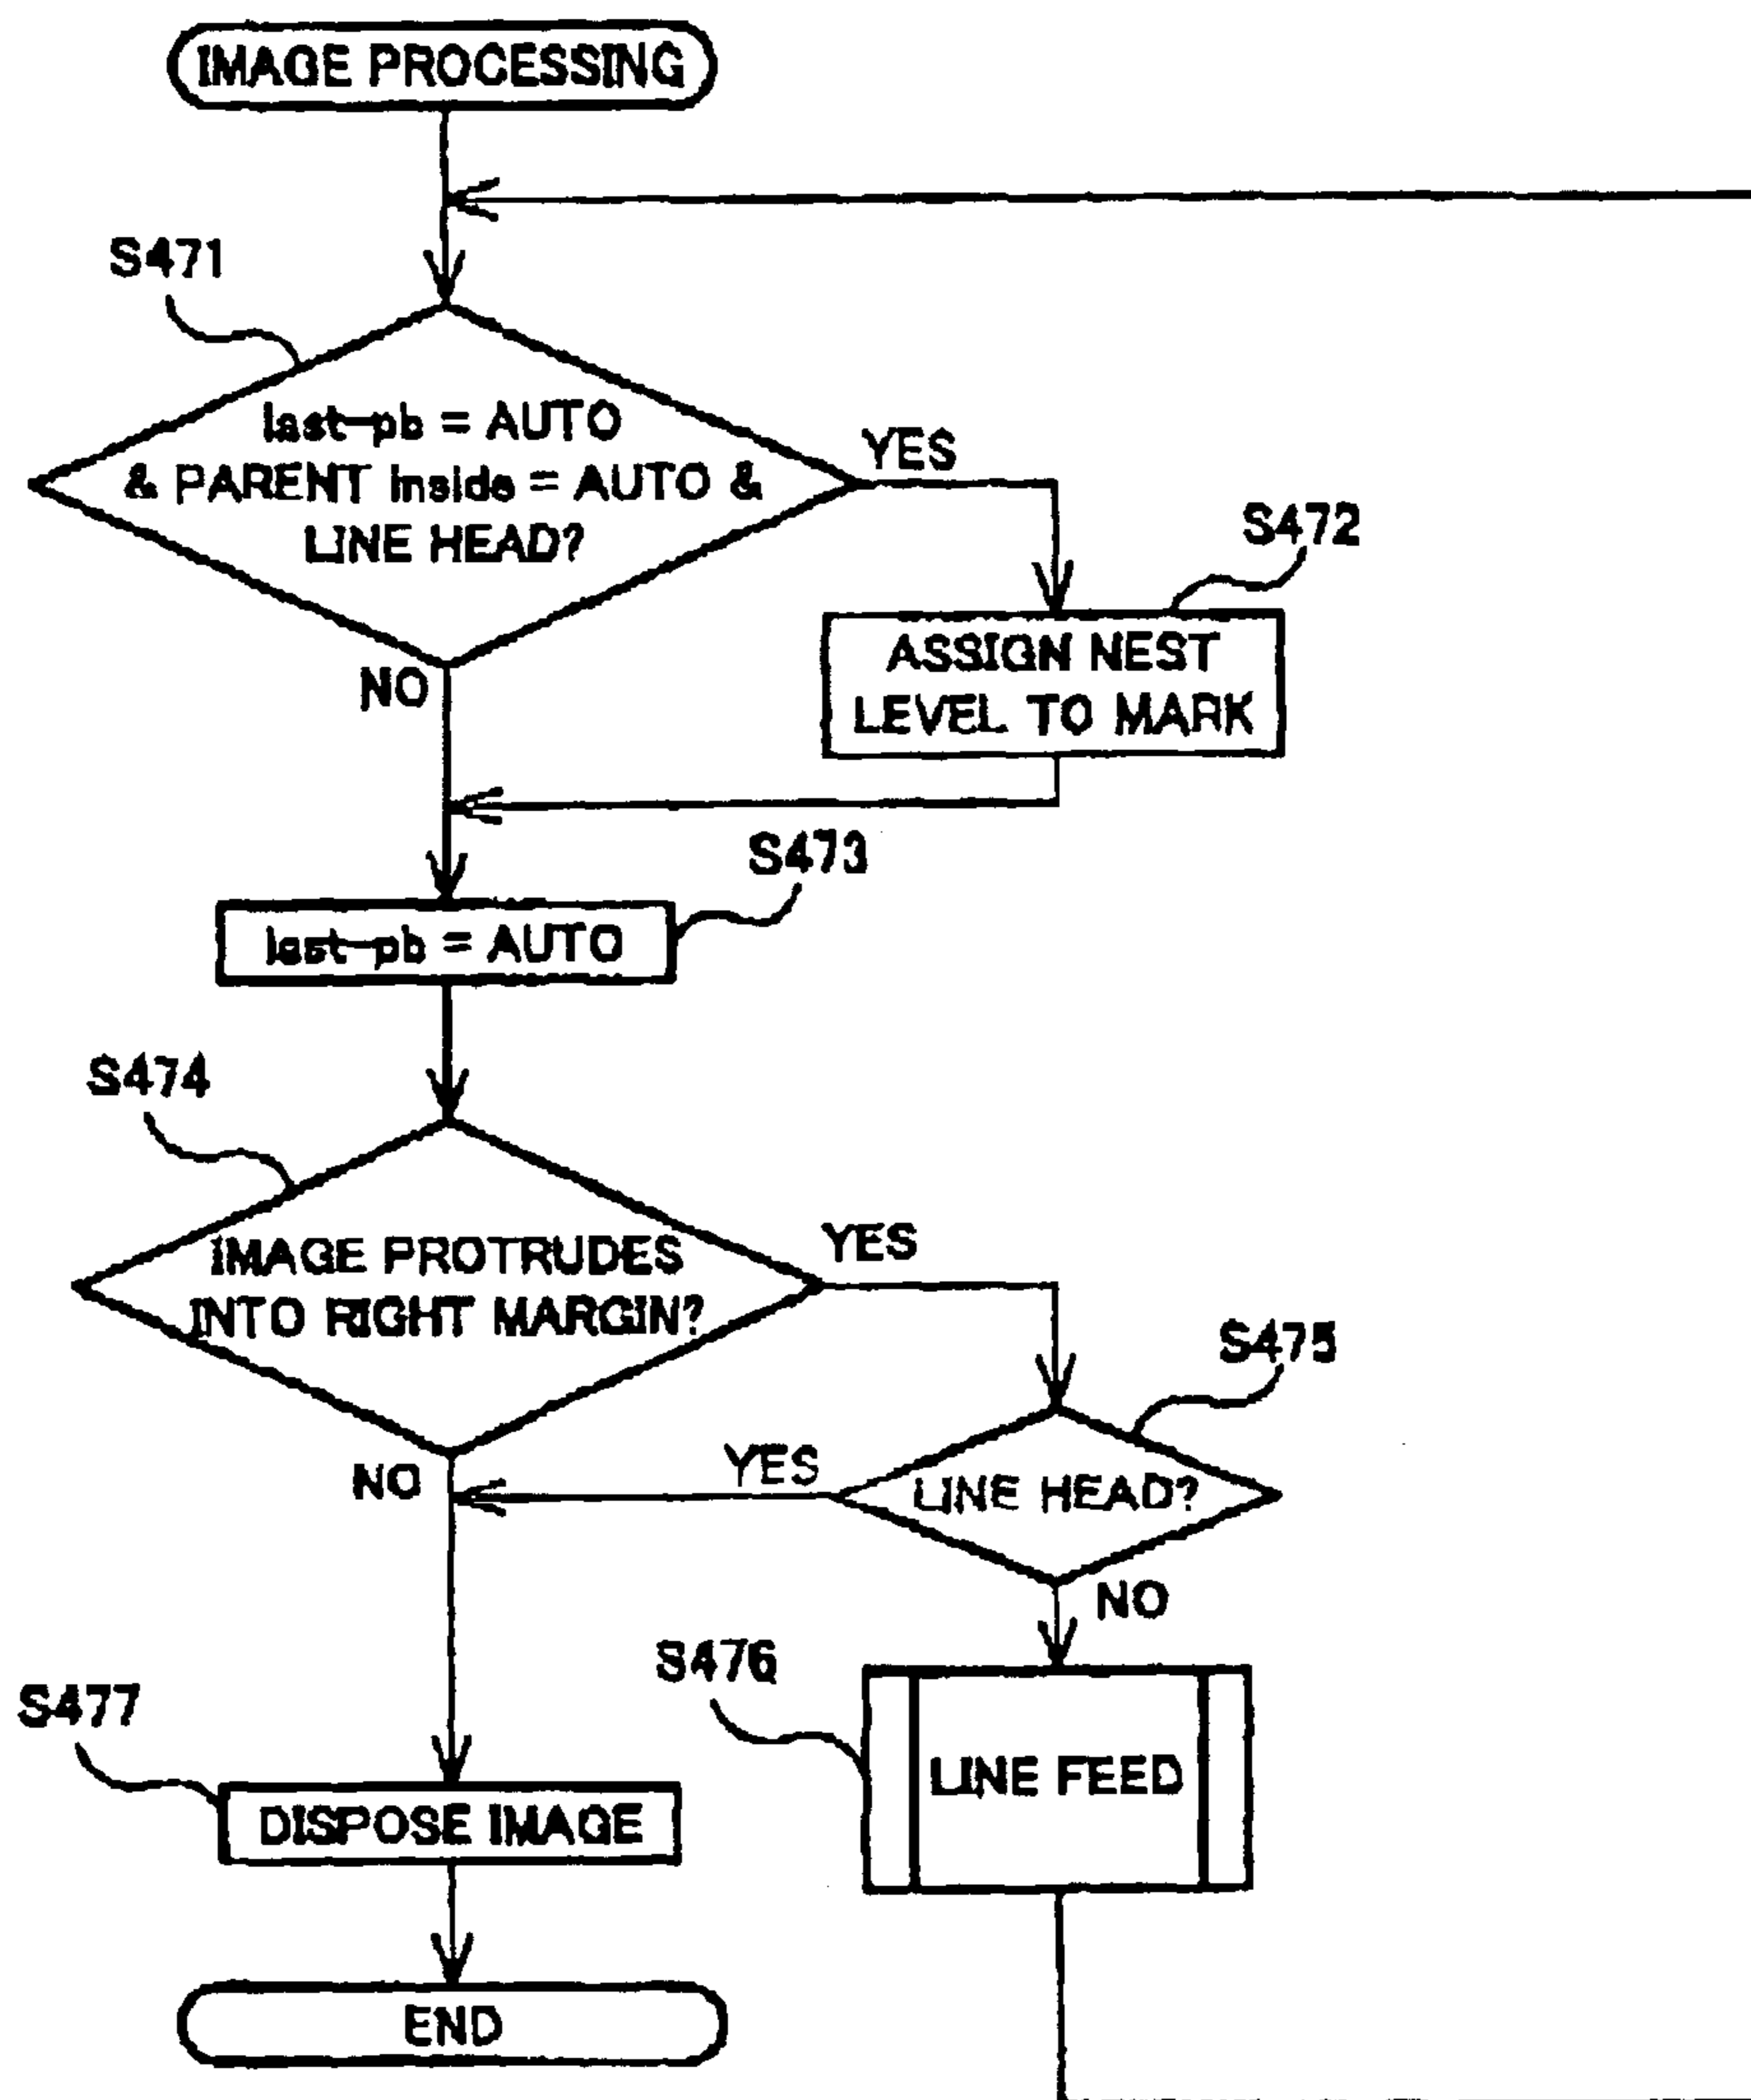 IMAGE PROCESSING
S471
last-pb = AUTO
& PARENT inside = AUTO &
LINE HEAD?
YES
NO
S472
ASSIGN NEST
LEVEL TO MARK
S473
last-pb = AUTO
S474
IMAGE PROTRUDES
INTO RIGHT MARGIN?
YES
NO
S475
LINE HEAD?
YES
NO
S476
LINE FEED
S477
DISPOSE IMAGE
END